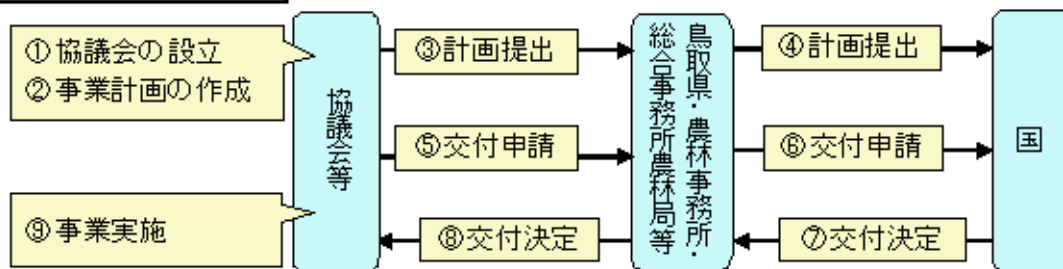 ①協議会の設立
②事業計画の作成
⑨事業実施
協議会等
③計画提出
⑤交付申請
⑧交付決定
鳥取県・農林事務所・
総合事務所農林局等
④計画提出
⑥交付申請
⑦交付決定
国